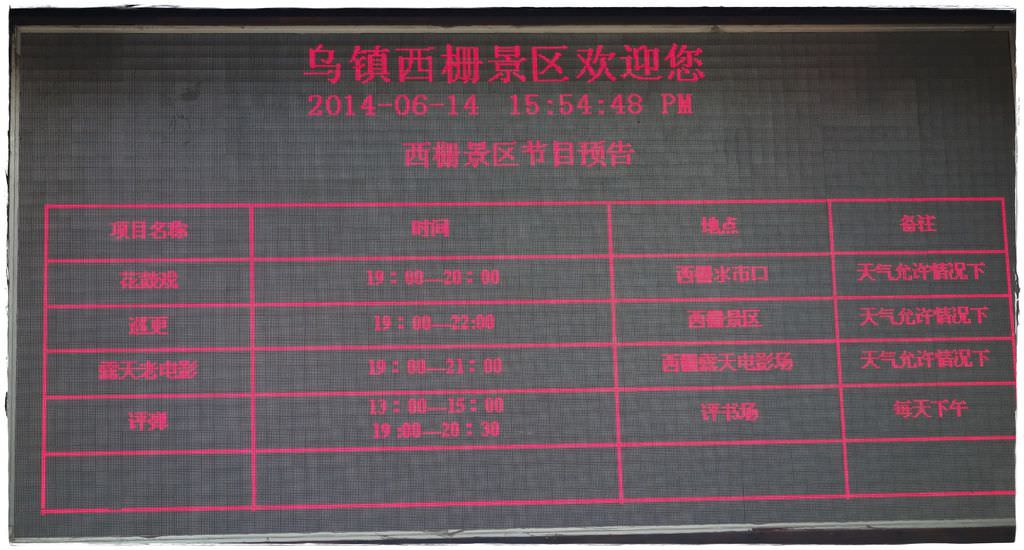 乌镇西栅景区欢迎您
2014-06-14 15:54:48 PM
西栅景区节目预告
项目名称 时间 地点 备注
花鼓戏 19：00—20：00 西栅水市口 天气允许情况下
巡更 19：00—22:00 西栅景区 天气允许情况下
露天老电影 19：00—21：00 西栅露天电影场 天气允许情况下
评弹 13：00—15：00 评书场 每天下午
19:00—20：30